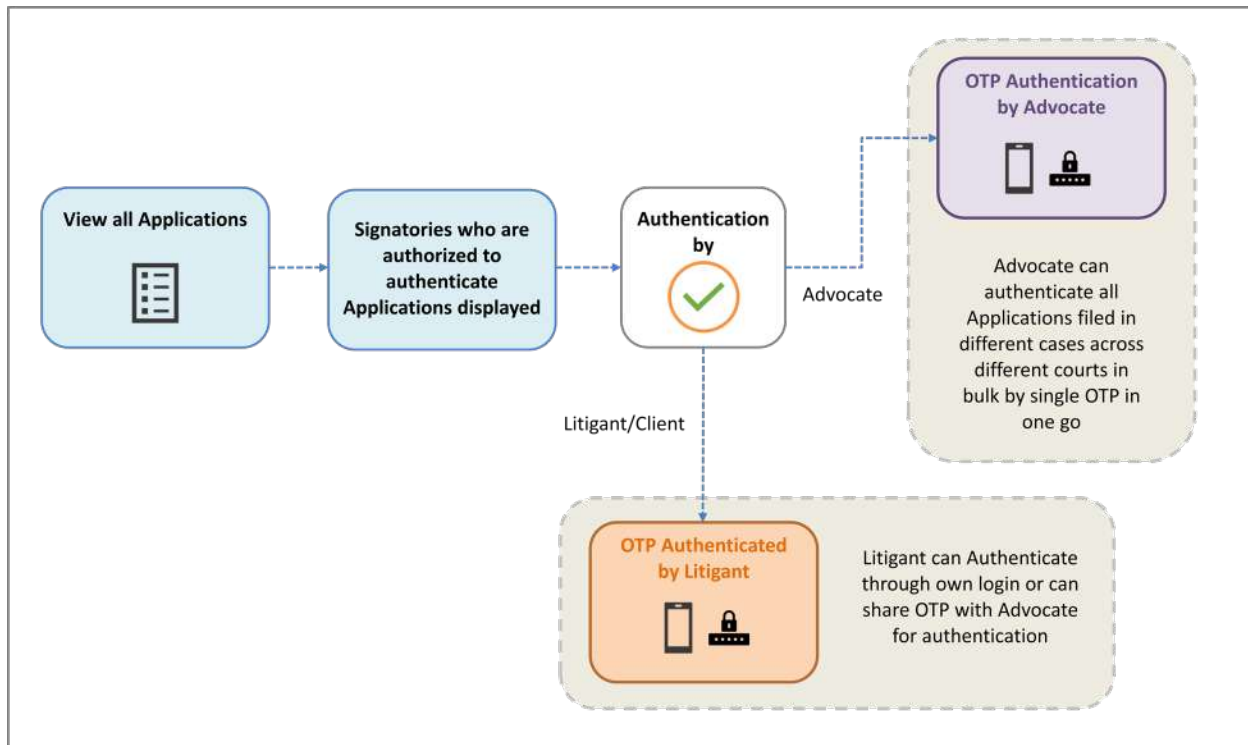 View all Applications
Signatories who are
authorized to
authenticate
Applications displayed
Authentication
by
Advocate
OTP Authentication
by Advocate
Advocate can
authenticate all
Applications filed in
different cases across
different courts in
bulk by single OTP in
one go
Litigant/Client
OTP Authenticated
by Litigant
Litigant can Authenticate
through own login or can
share OTP with Advocate
for authentication